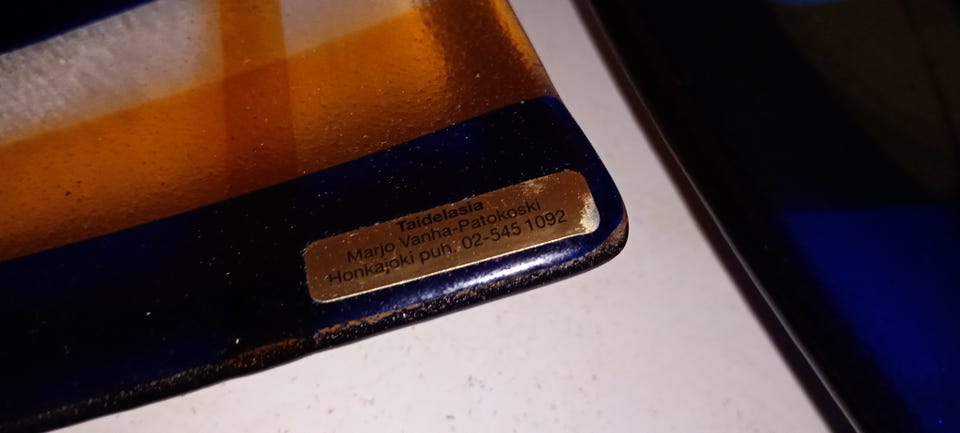 Taidelasia
Marjo Vanha-Patokoski
Honkajoki puh. 02-545 1092